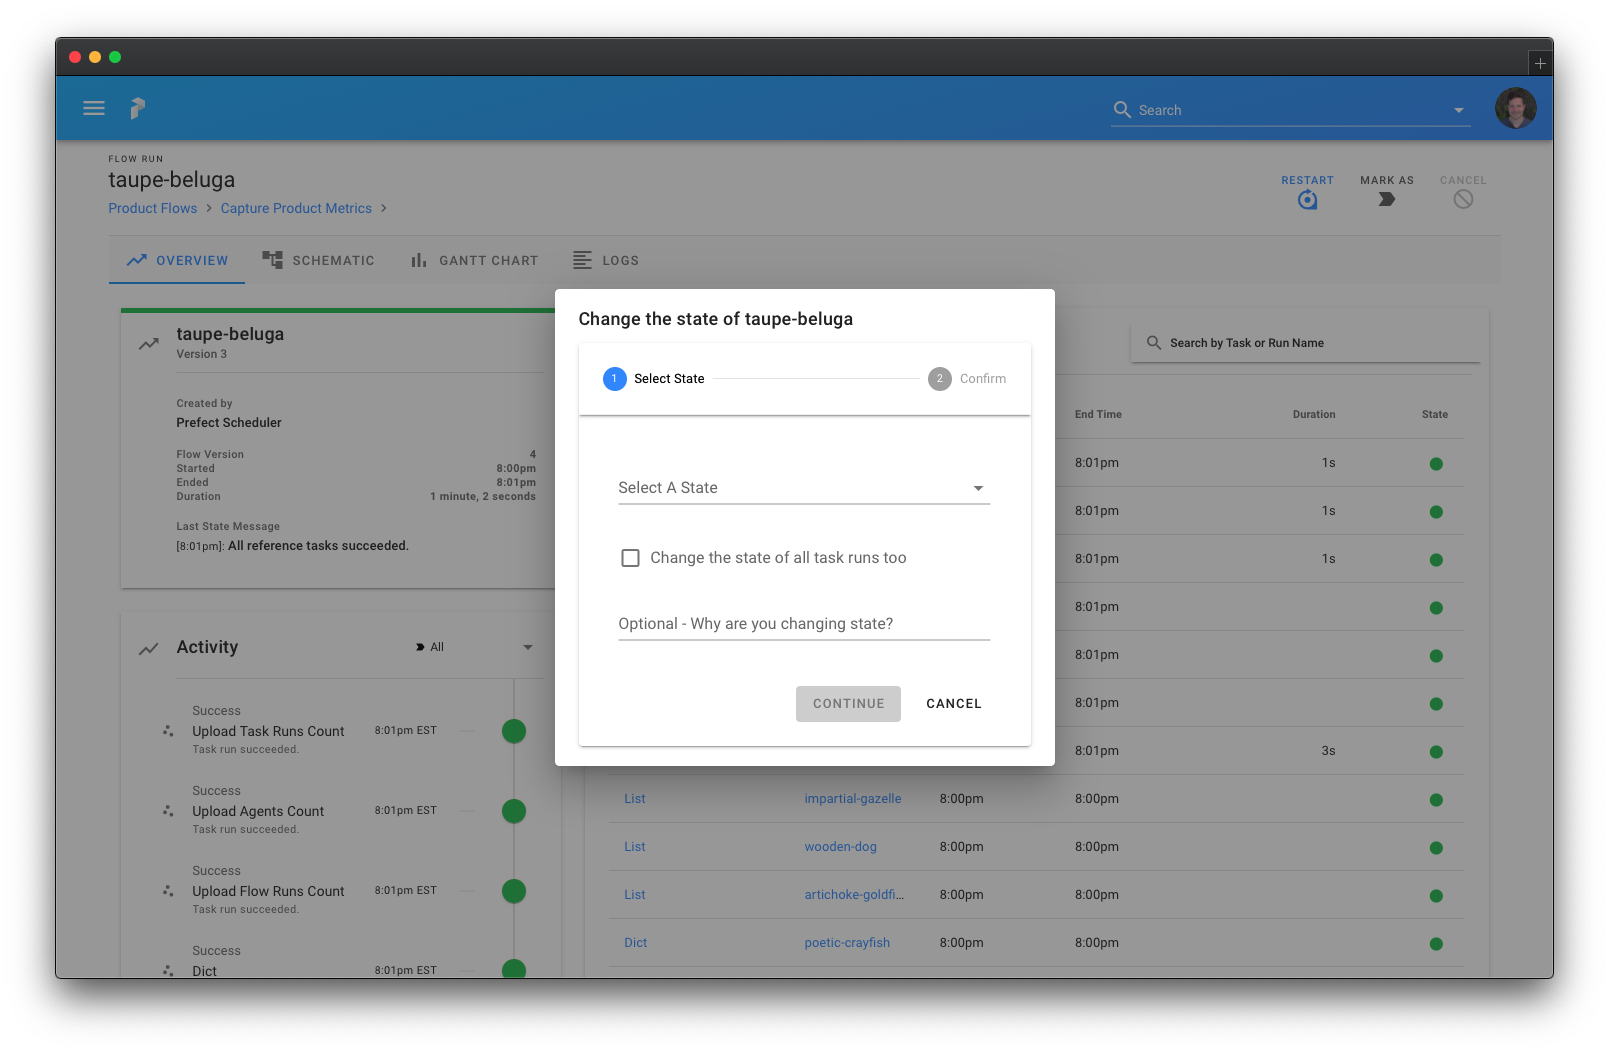 Search
FLOW RUN
taupe-beluga
Product Flows > Capture Product Metrics >
RESTART
MARK AS
CANCEL
OVERVIEW
SCHEMATIC
GANTT CHART
LOGS
taupe-beluga
Version 3
Created by
Prefect Scheduler
Flow Version 4
Started 8:00pm
Ended 8:01pm
Duration 1 minute, 2 seconds
Last State Message
[8:01pm]: All reference tasks succeeded.
Activity
All
Success
Upload Task Runs Count 8:01pm EST
Task run succeeded.
Success
Upload Agents Count 8:01pm EST
Task run succeeded.
Success
Upload Flow Runs Count 8:01pm EST
Task run succeeded.
Success
Dict 8:01pm EST
Change the state of taupe-beluga
1 Select State
2 Confirm
Select A State
Change the state of all task runs too
Optional - Why are you changing state?
CONTINUE
CANCEL
Search by Task or Run Name
End Time Duration State
8:01pm 1s
8:01pm 1s
8:01pm 1s
8:01pm
8:01pm
8:01pm
8:01pm 3s
List impartial-gazelle 8:00pm 8:00pm
List wooden-dog 8:00pm 8:00pm
List artichoke-goldfi... 8:00pm 8:00pm
Dict poetic-crayfish 8:00pm 8:00pm